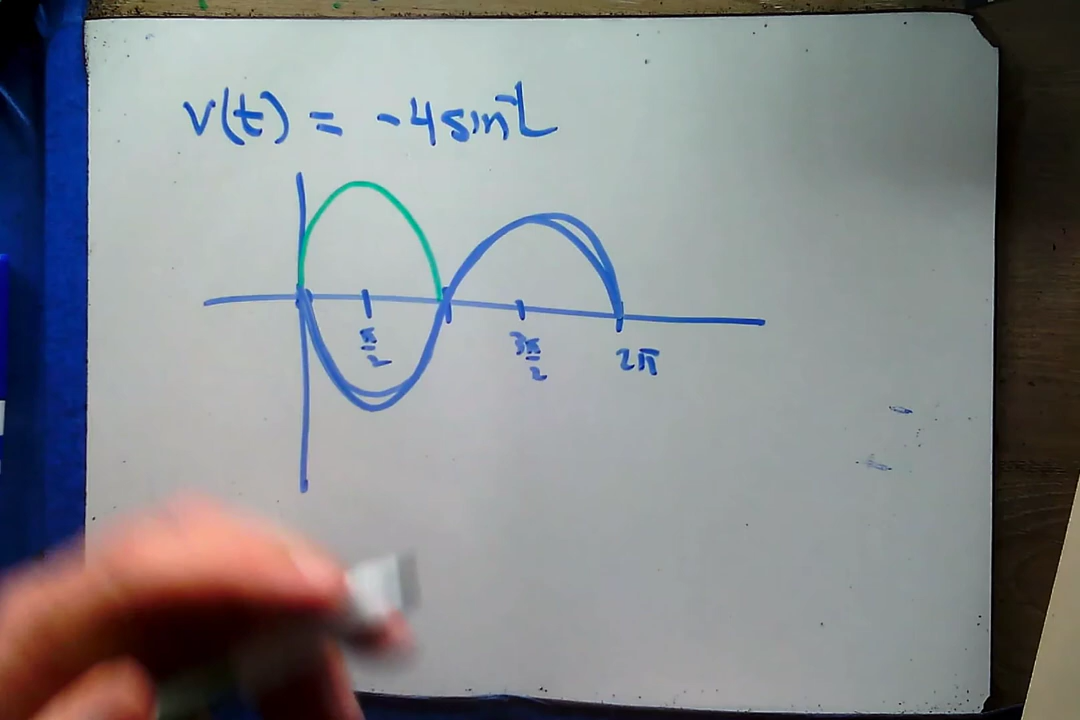 v(t) = -4sint
π/2
3π/2
2π